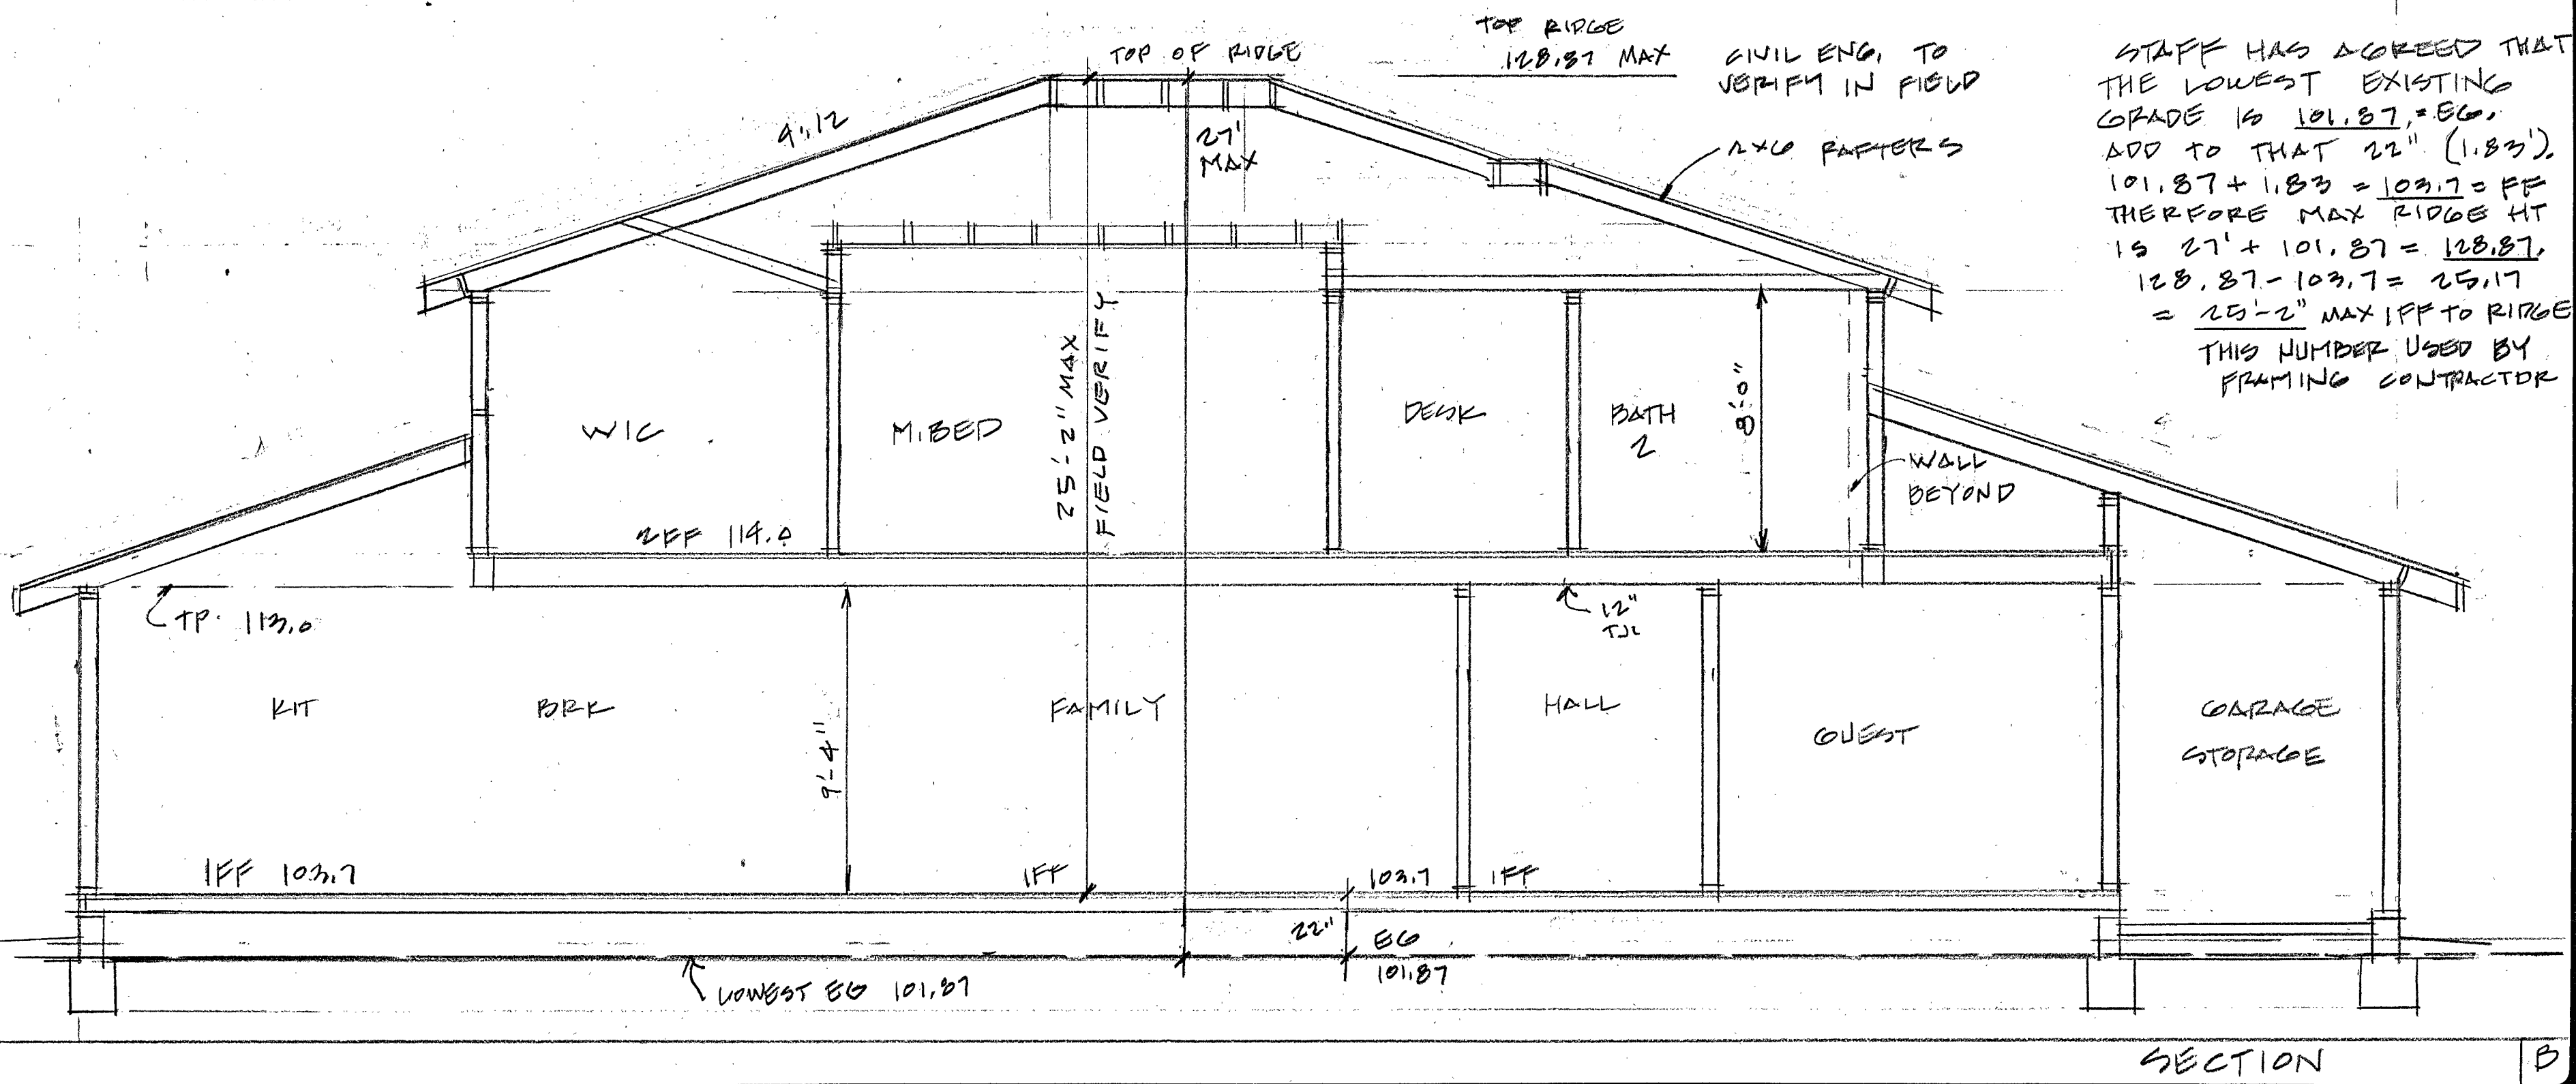 TOP OF RIDGE
TOP RIDGE
128.87 MAX
CIVIL ENG. TO
VERIFY IN FIELD
STAFF HAS AGREED THAT
THE LOWEST EXISTING
GRADE IS 101.87, = EG.
ADD TO THAT 22" (1.83').
101.87 + 1.83 = 103.7 = FF
THERFORE MAX RIDGE HT
IS 27' + 101.87 = 128.87.
128.87 - 103.7 = 25.17
= 25'-2" MAX IFF TO RIDGE
THIS NUMBER USED BY
FRAMING CONTRACTOR
4:12
27'
MAX
2x6 RAFTERS
25'-2" MAX
FIELD VERIFY
WIC
M.BED
DESK
BATH
2
8'-0"
WALL
BEYOND
2FF 114.0
TP. 113.0
12"
TJI
KIT
BRK
9'-4"
FAMILY
HALL
GUEST
GARAGE
STORAGE
IFF 103.7
IFF
103.7
IFF
22"
EG
101.87
LOWEST EG 101.87
SECTION
B